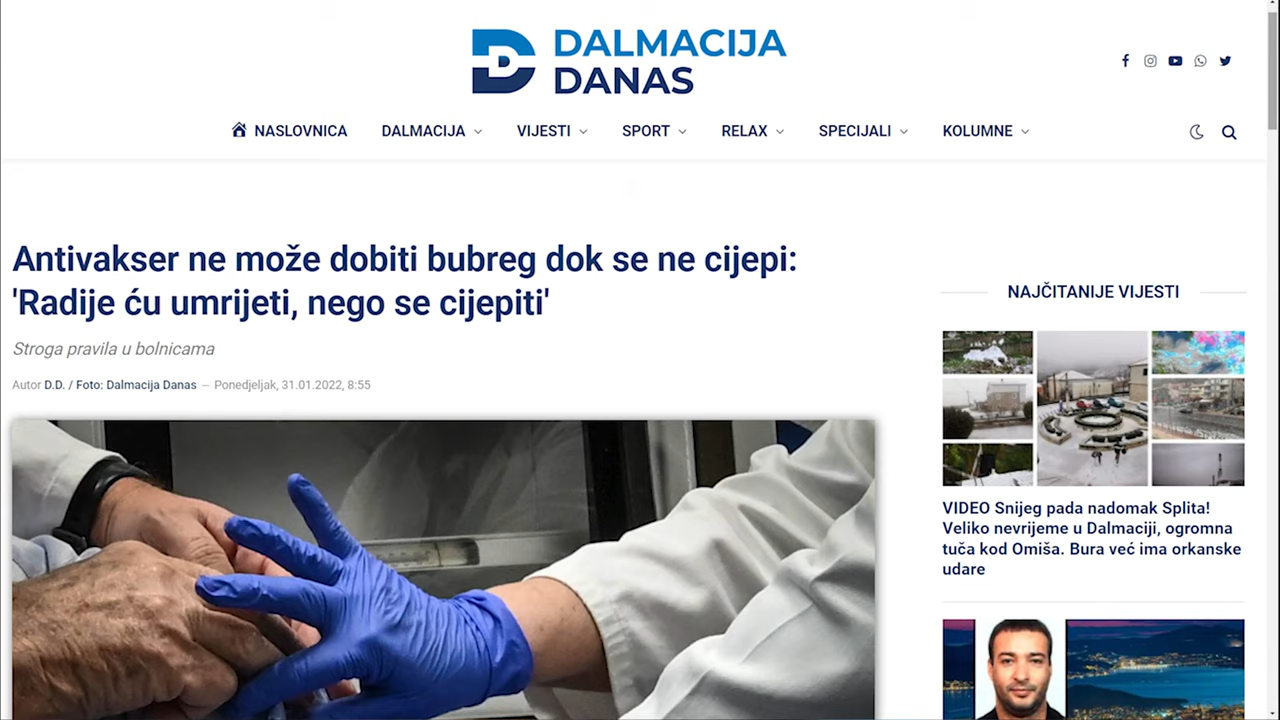 DALMACIJA
DANAS
NASLOVNICA
DALMACIJA
VIJESTI
SPORT
RELAX
SPECIJALI
KOLUMNE
Antivakser ne može dobiti bubreg dok se ne cijepi:
'Radije ću umrijeti, nego se cijepiti'
Stroga pravila u bolnicama
Autor D.D. / Foto: Dalmacija Danas — Ponedjeljak, 31.01.2022, 8:55
NAJČITANIJE VIJESTI
VIDEO Snijeg pada nadomak Splita!
Veliko nevrijeme u Dalmaciji, ogromna
tuča kod Omiša. Bura već ima orkanske
udare